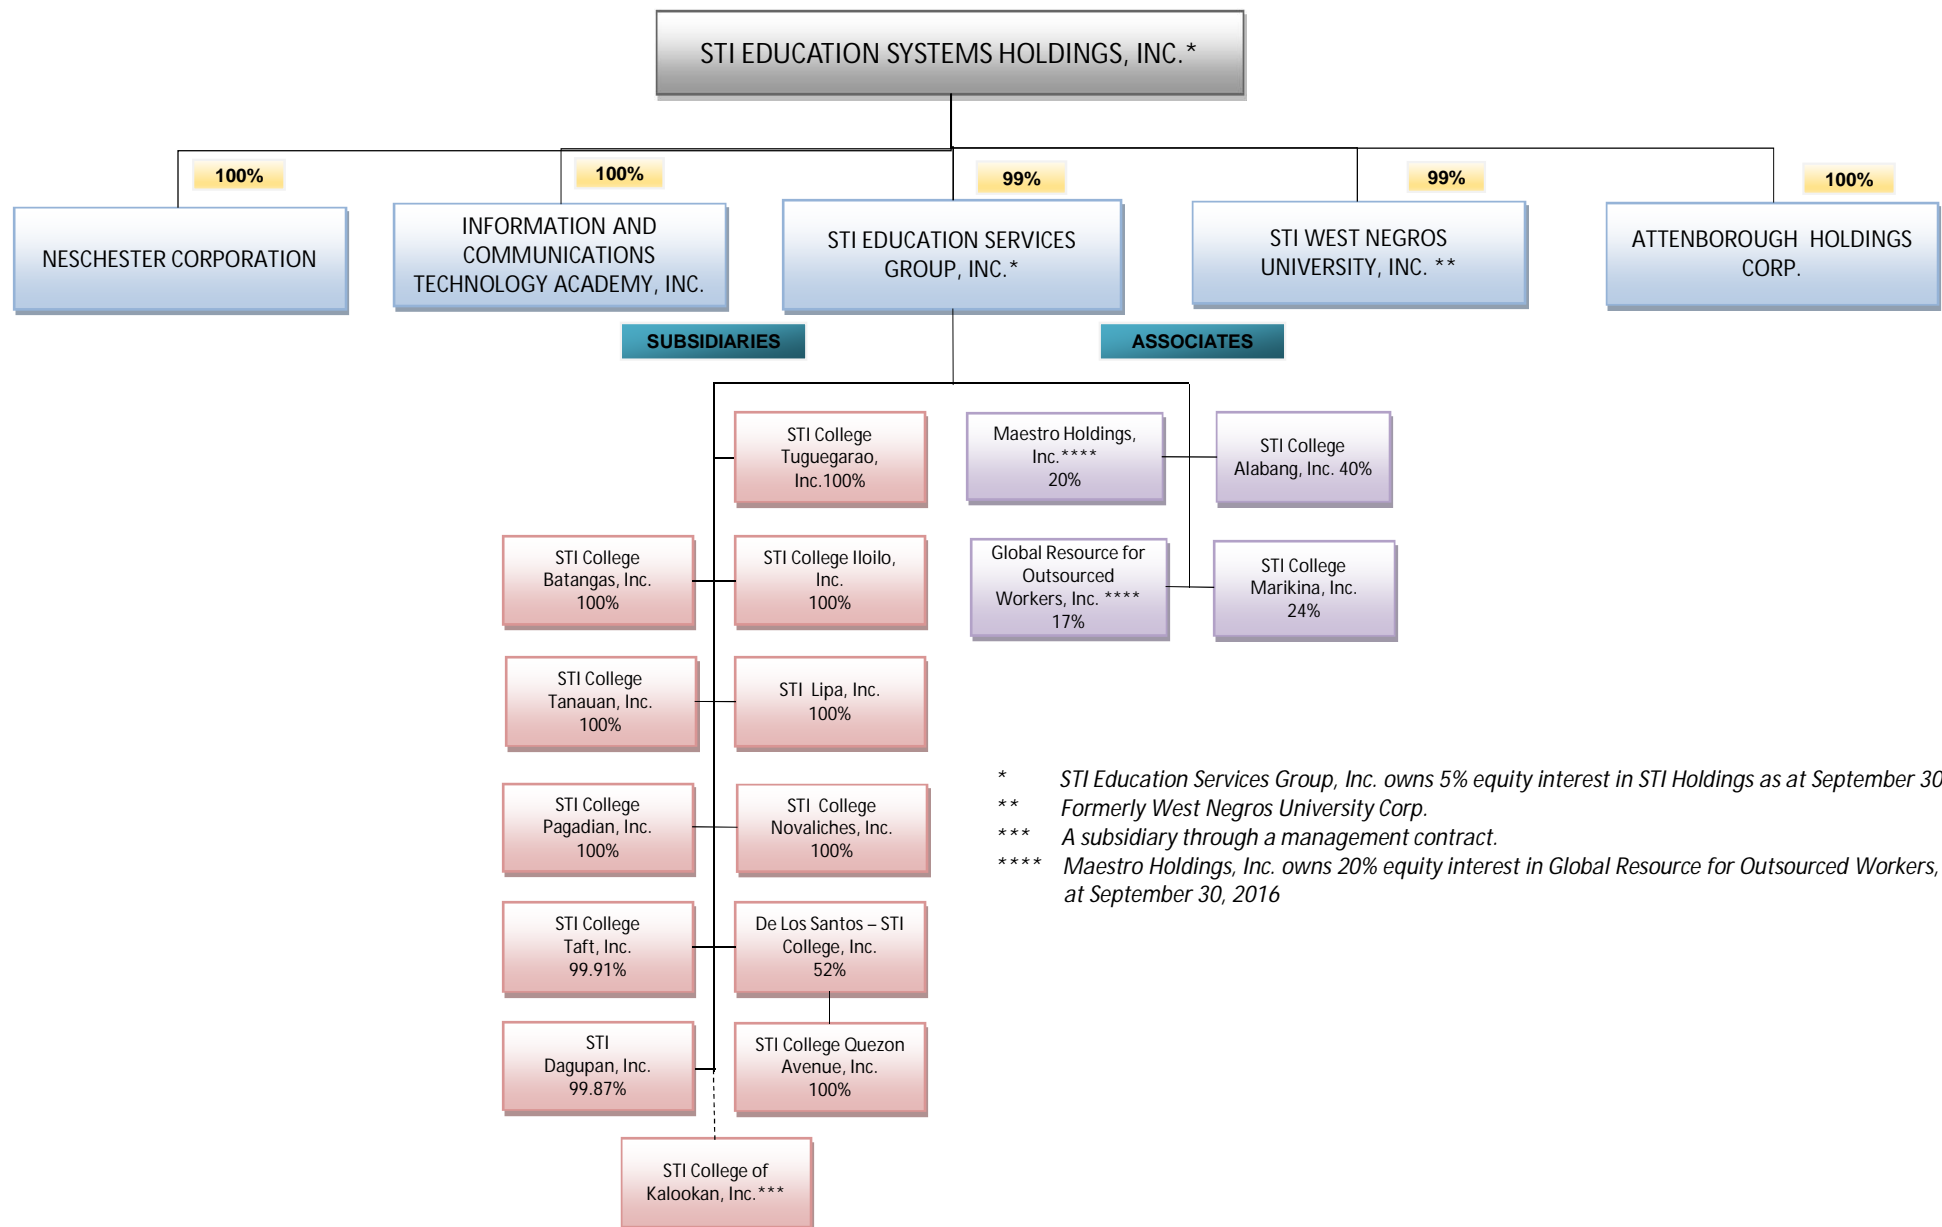 STI EDUCATION SYSTEMS HOLDINGS, INC.*
100%
100%
99%
99%
100%
NESCHESTER CORPORATION
INFORMATION AND
COMMUNICATIONS
TECHNOLOGY ACADEMY, INC.
STI EDUCATION SERVICES
GROUP, INC.*
STI WEST NEGROS
UNIVERSITY, INC. **
ATTENBOROUGH HOLDINGS
CORP.
SUBSIDIARIES
ASSOCIATES
STI College
Tuguegarao,
Inc.100%
Maestro Holdings,
Inc.****
20%
STI College
Alabang, Inc. 40%
STI College
Batangas, Inc.
100%
STI College Iloilo,
Inc.
100%
Global Resource for
Outsourced
Workers, Inc. ****
17%
STI College
Marikina, Inc.
24%
STI College
Tanauan, Inc.
100%
STI Lipa, Inc.
100%
STI College
Pagadian, Inc.
100%
STI College
Novaliches, Inc.
100%
STI College
Taft, Inc.
99.91%
De Los Santos – STI
College, Inc.
52%
STI
Dagupan, Inc.
99.87%
STI College Quezon
Avenue, Inc.
100%
STI College of
Kalookan, Inc.***
* STI Education Services Group, Inc. owns 5% equity interest in STI Holdings as at September 30
** Formerly West Negros University Corp.
*** A subsidiary through a management contract.
**** Maestro Holdings, Inc. owns 20% equity interest in Global Resource for Outsourced Workers,
at September 30, 2016